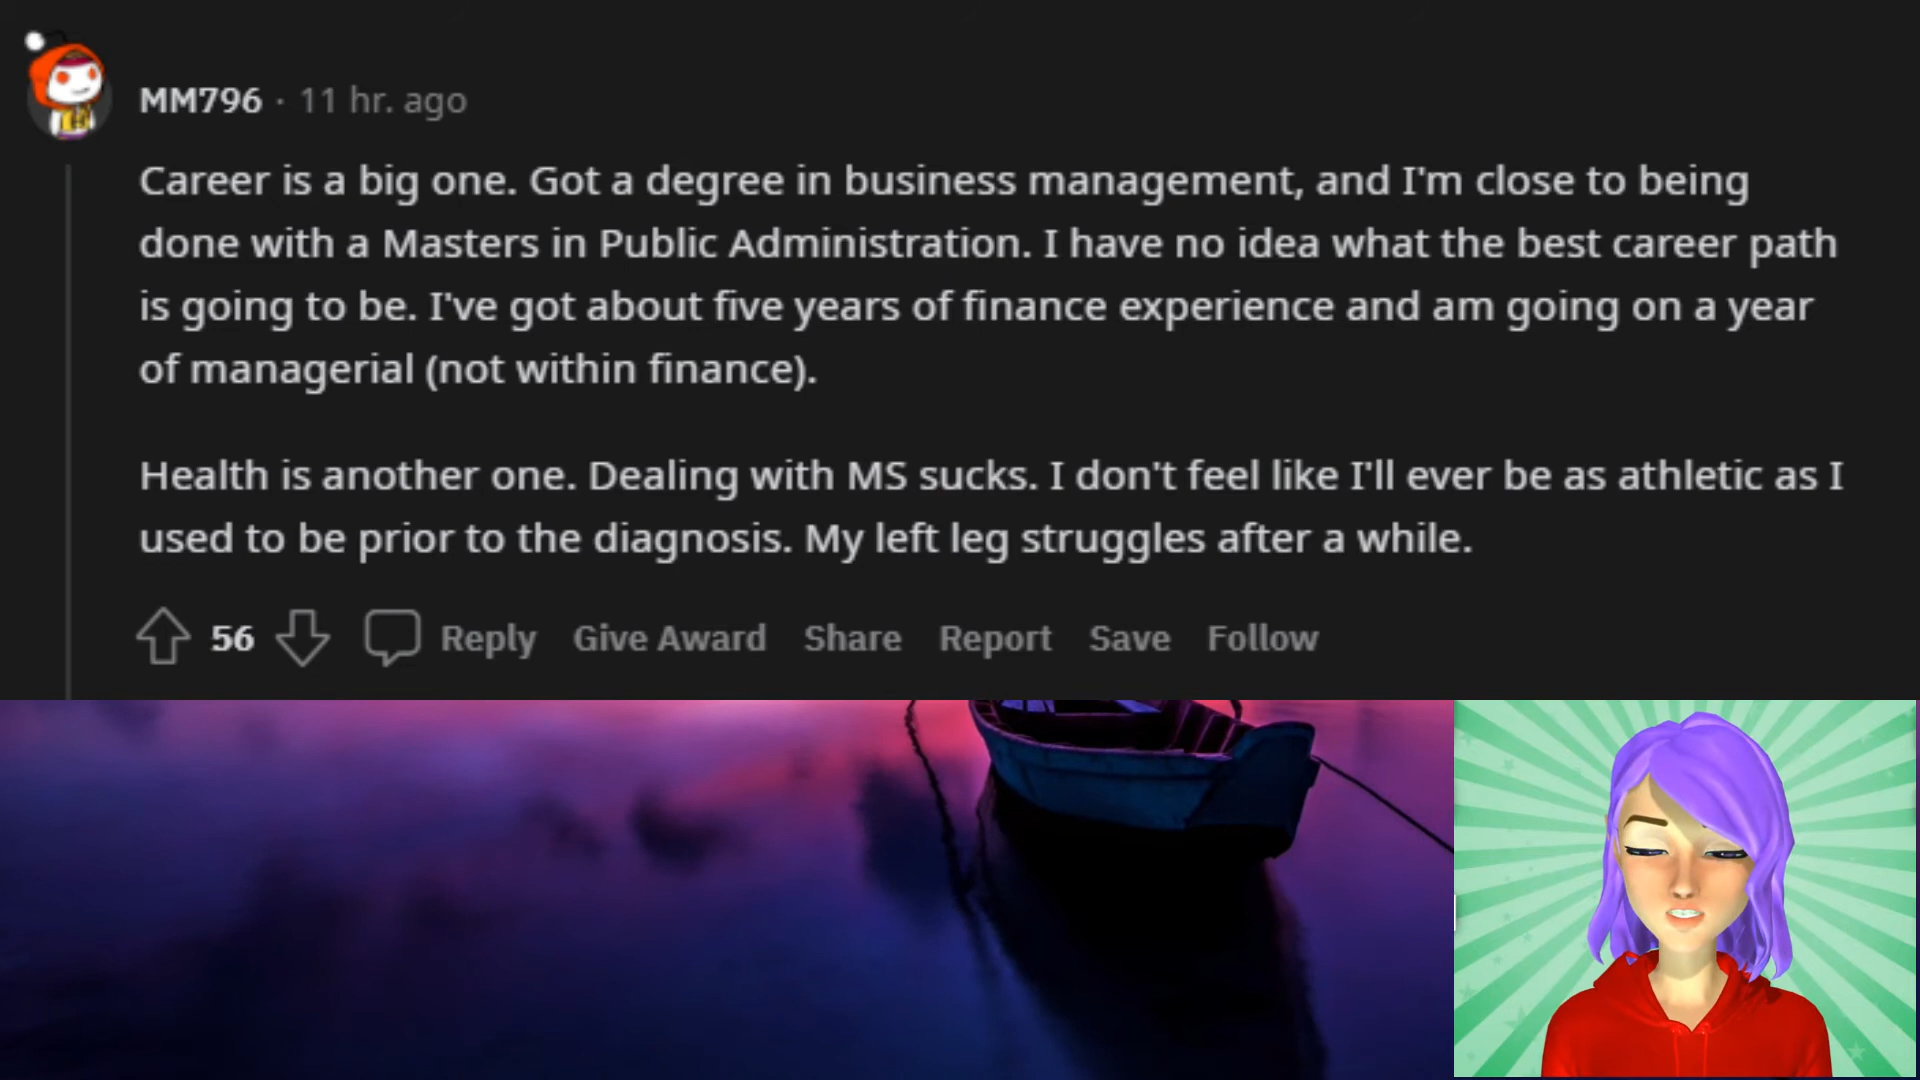 MM796 · 11 hr. ago
Career is a big one. Got a degree in business management, and I'm close to being
done with a Masters in Public Administration. I have no idea what the best career path
is going to be. I've got about five years of finance experience and am going on a year
of managerial (not within finance).
Health is another one. Dealing with MS sucks. I don't feel like I'll ever be as athletic as I
used to be prior to the diagnosis. My left leg struggles after a while.
56 Reply Give Award Share Report Save Follow